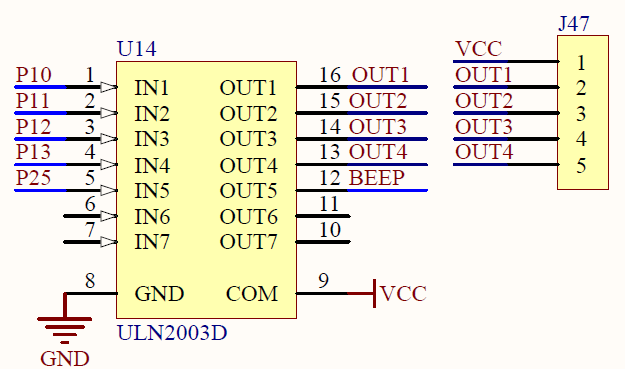 U14
J47
VCC 1
P10 1 IN1 OUT1 16 OUT1 OUT1 2
P11 2 IN2 OUT2 15 OUT2 OUT2 3
P12 3 IN3 OUT3 14 OUT3 OUT3 4
P13 4 IN4 OUT4 13 OUT4 OUT4 5
P25 5 IN5 OUT5 12 BEEP
6 IN6 OUT6 11
7 IN7 OUT7 10
8 GND COM 9 VCC
ULN2003D
GND